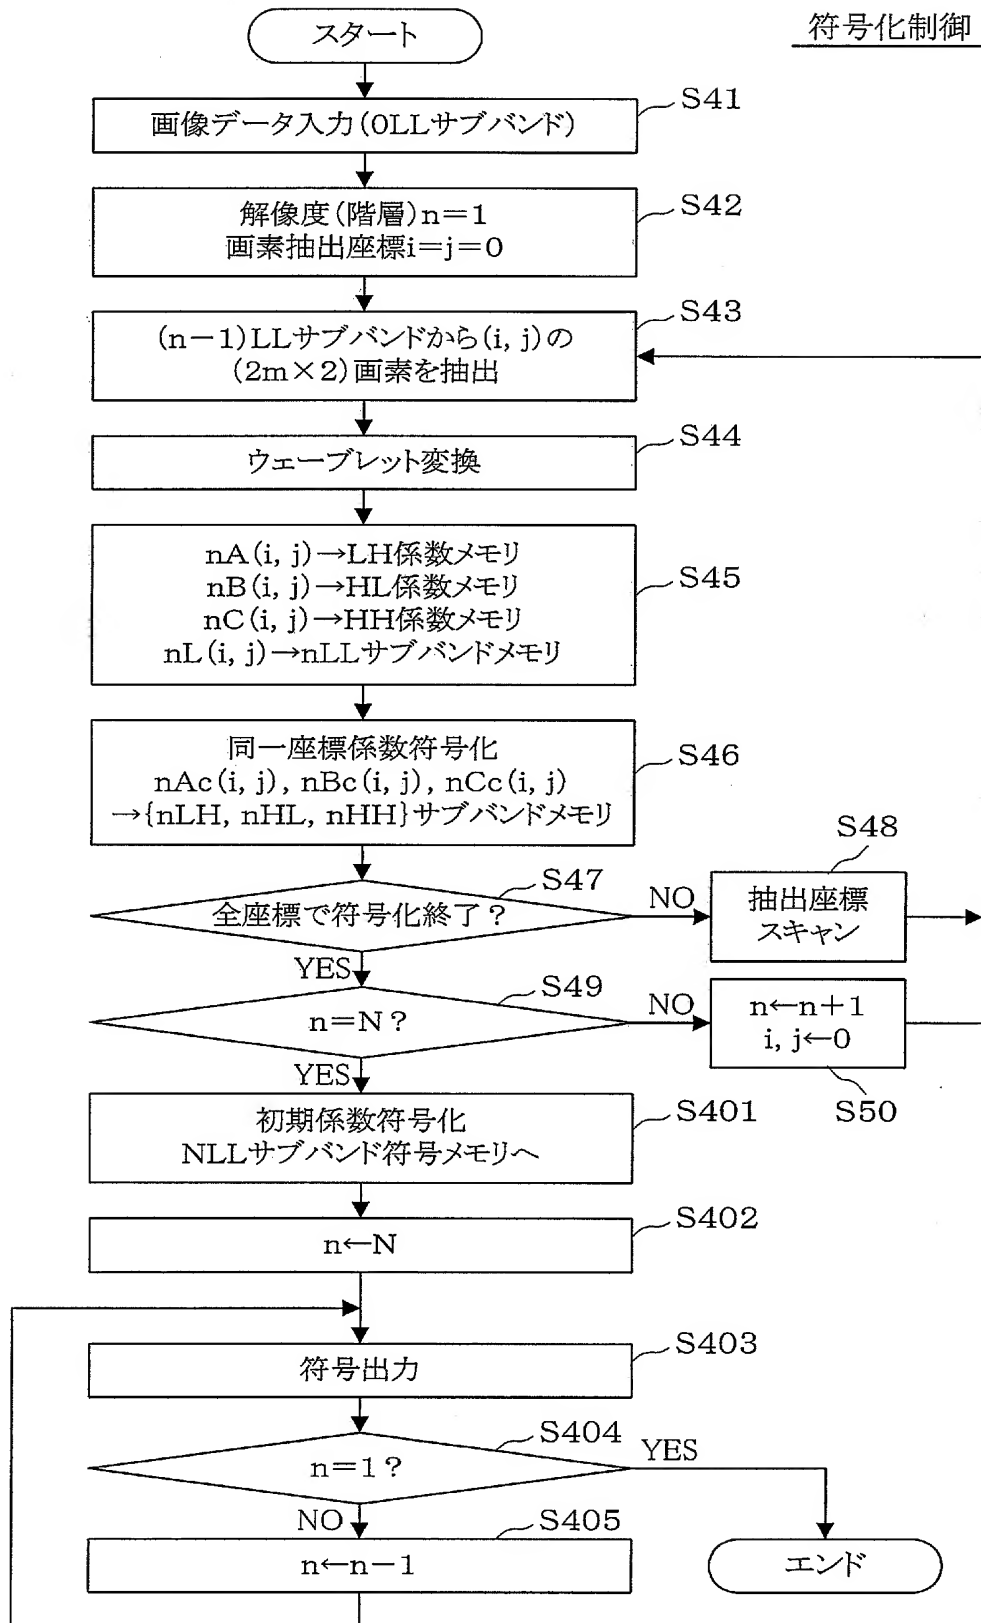 符号化制御
スタート
S41
画像データ入力(0LLサブバンド)
S42
解像度(階層)n=1
画素抽出座標i=j=0
S43
(n-1)LLサブバンドから(i, j)の
(2m×2)画素を抽出
S44
ウェーブレット変換
S45
nA(i, j)→LH係数メモリ
nB(i, j)→HL係数メモリ
nC(i, j)→HH係数メモリ
nL(i, j)→nLLサブバンドメモリ
S46
同一座標係数符号化
nAc(i, j), nBc(i, j), nCc(i, j)
→{nLH, nHL, nHH}サブバンドメモリ
S47
全座標で符号化終了?
NO
S48
抽出座標
スキャン
YES
S49
n=N?
NO
n←n+1
i, j←0
S50
YES
S401
初期係数符号化
NLLサブバンド符号メモリへ
S402
n←N
S403
符号出力
S404
n=1?
YES
NO
S405
n←n-1
エンド